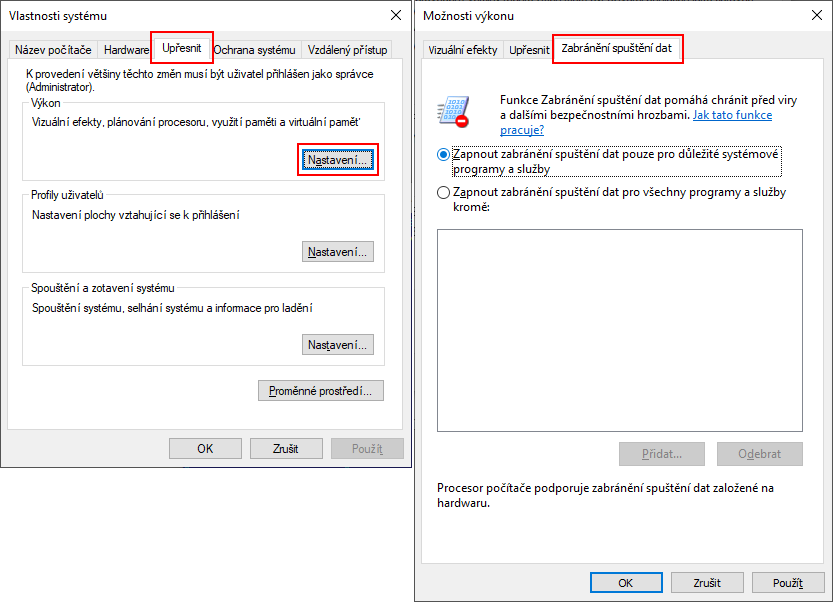 Vlastnosti systému
Název počítače
Hardware
Upřesnit
Ochrana systému
Vzdálený přístup
K provedení většiny těchto změn musí být uživatel přihlášen jako správce
(Administrator).
Výkon
Vizuální efekty, plánování procesoru, využití paměti a virtuální paměť
Nastavení...
Profily uživatelů
Nastavení plochy vztahující se k přihlášení
Nastavení...
Spouštění a zotavení systému
Spouštění systému, selhání systému a informace pro ladění
Nastavení...
Proměnné prostředí...
OK
Zrušit
Použít
Možnosti výkonu
Vizuální efekty
Upřesnit
Zabránění spuštění dat
Funkce Zabránění spuštění dat pomáhá chránit před viry
a dalšími bezpečnostními hrozbami. Jak tato funkce
pracuje?
Zapnout zabránění spuštění dat pouze pro důležité systémové
programy a služby
Zapnout zabránění spuštění dat pro všechny programy a služby
kromě:
Přidat...
Odebrat
Procesor počítače podporuje zabránění spuštění dat založené na
hardwaru.
OK
Zrušit
Použít